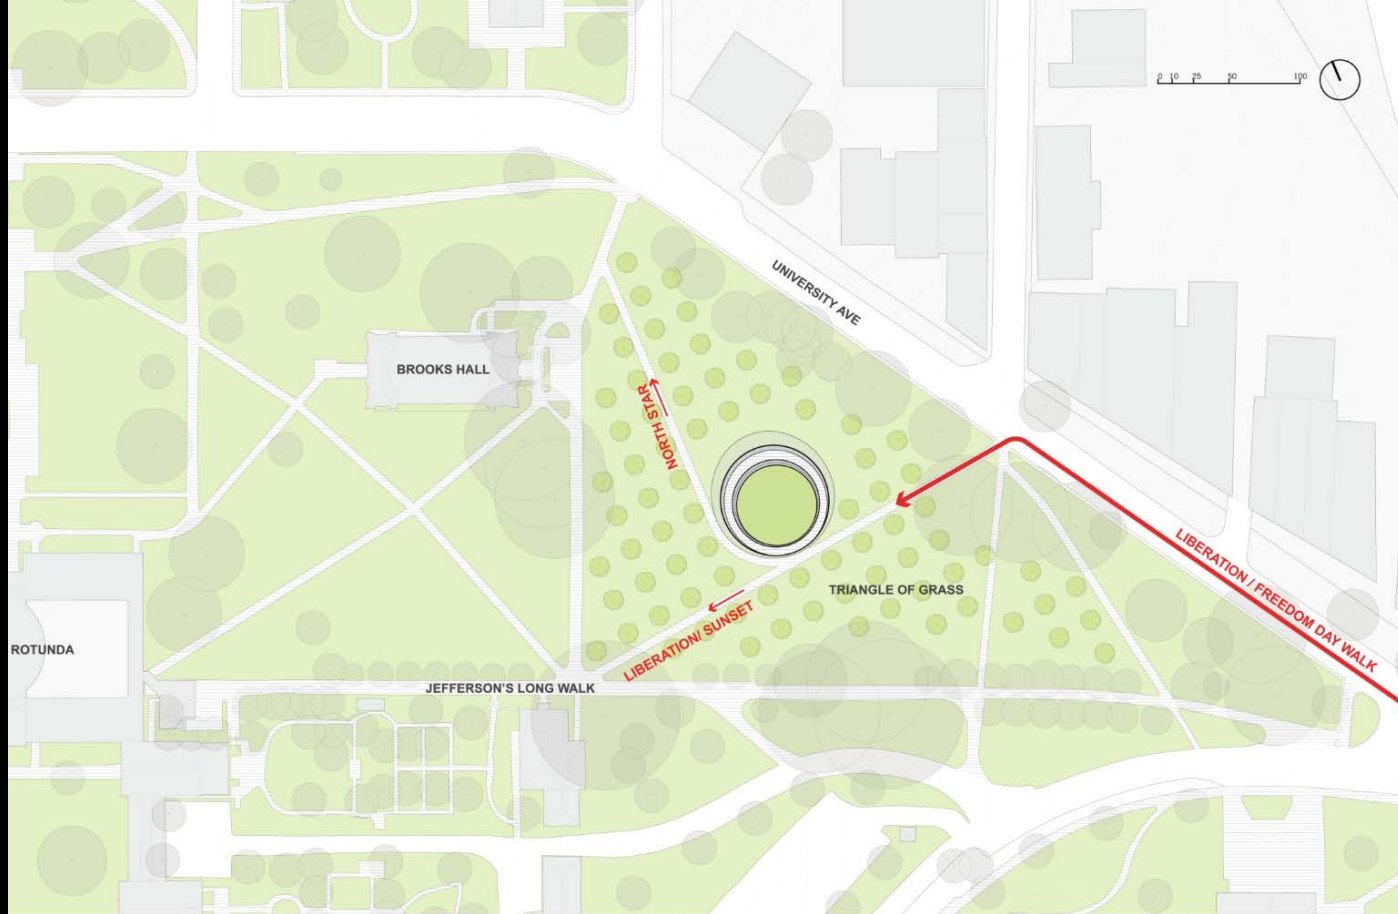 0 10 25 50 100
UNIVERSITY AVE
BROOKS HALL
NORTH STAR
LIBERATION / FREEDOM DAY WALK
TRIANGLE OF GRASS
LIBERATION/ SUNSET
ROTUNDA
JEFFERSON'S LONG WALK